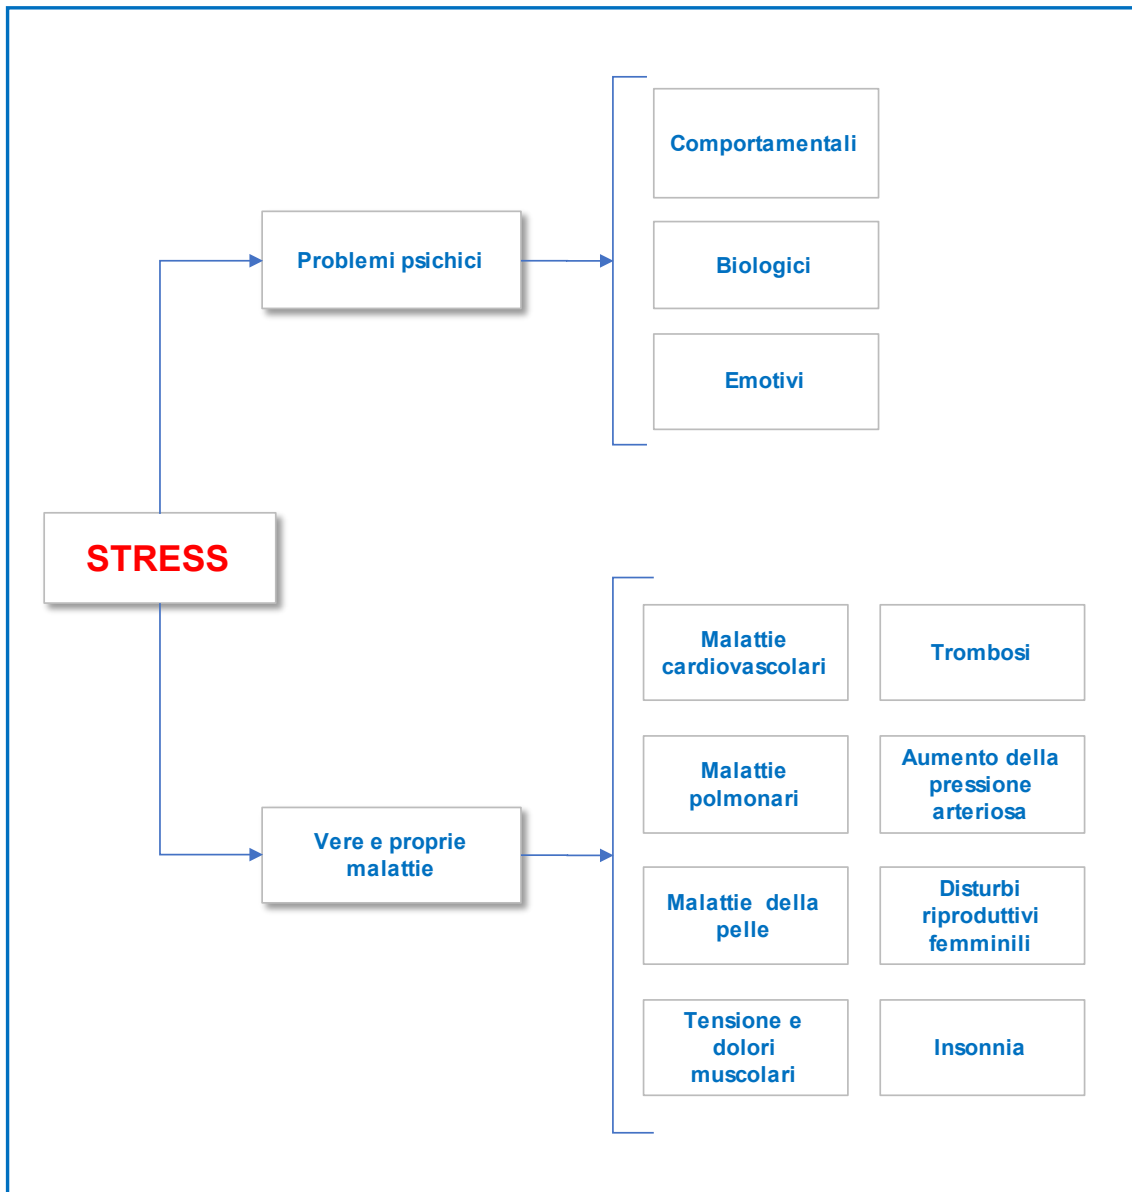 Comportamentali
Problemi psichici
Biologici
Emotivi
STRESS
Malattie
cardiovascolari
Trombosi
Malattie
polmonari
Aumento della
pressione
arteriosa
Vere e proprie
malattie
Malattie della
pelle
Disturbi
riproduttivi
femminili
Tensione e
dolori
muscolari
Insonnia